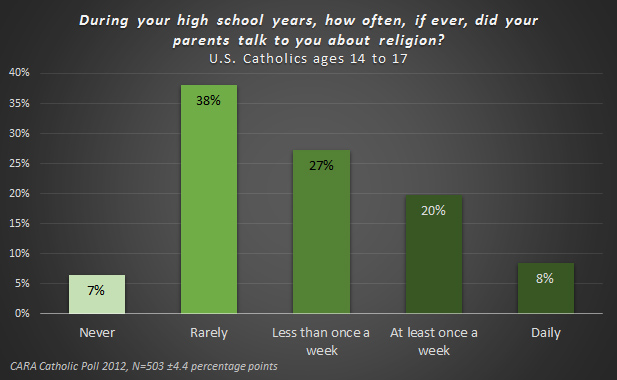 During your high school years, how often, if ever, did your
parents talk to you about religion?
U.S. Catholics ages 14 to 17
40%
35%
30%
25%
20%
15%
10%
5%
0%
7%
38%
27%
20%
8%
Never
Rarely
Less than once a
week
At least once a
week
Daily
CARA Catholic Poll 2012, N=503 ±4.4 percentage points